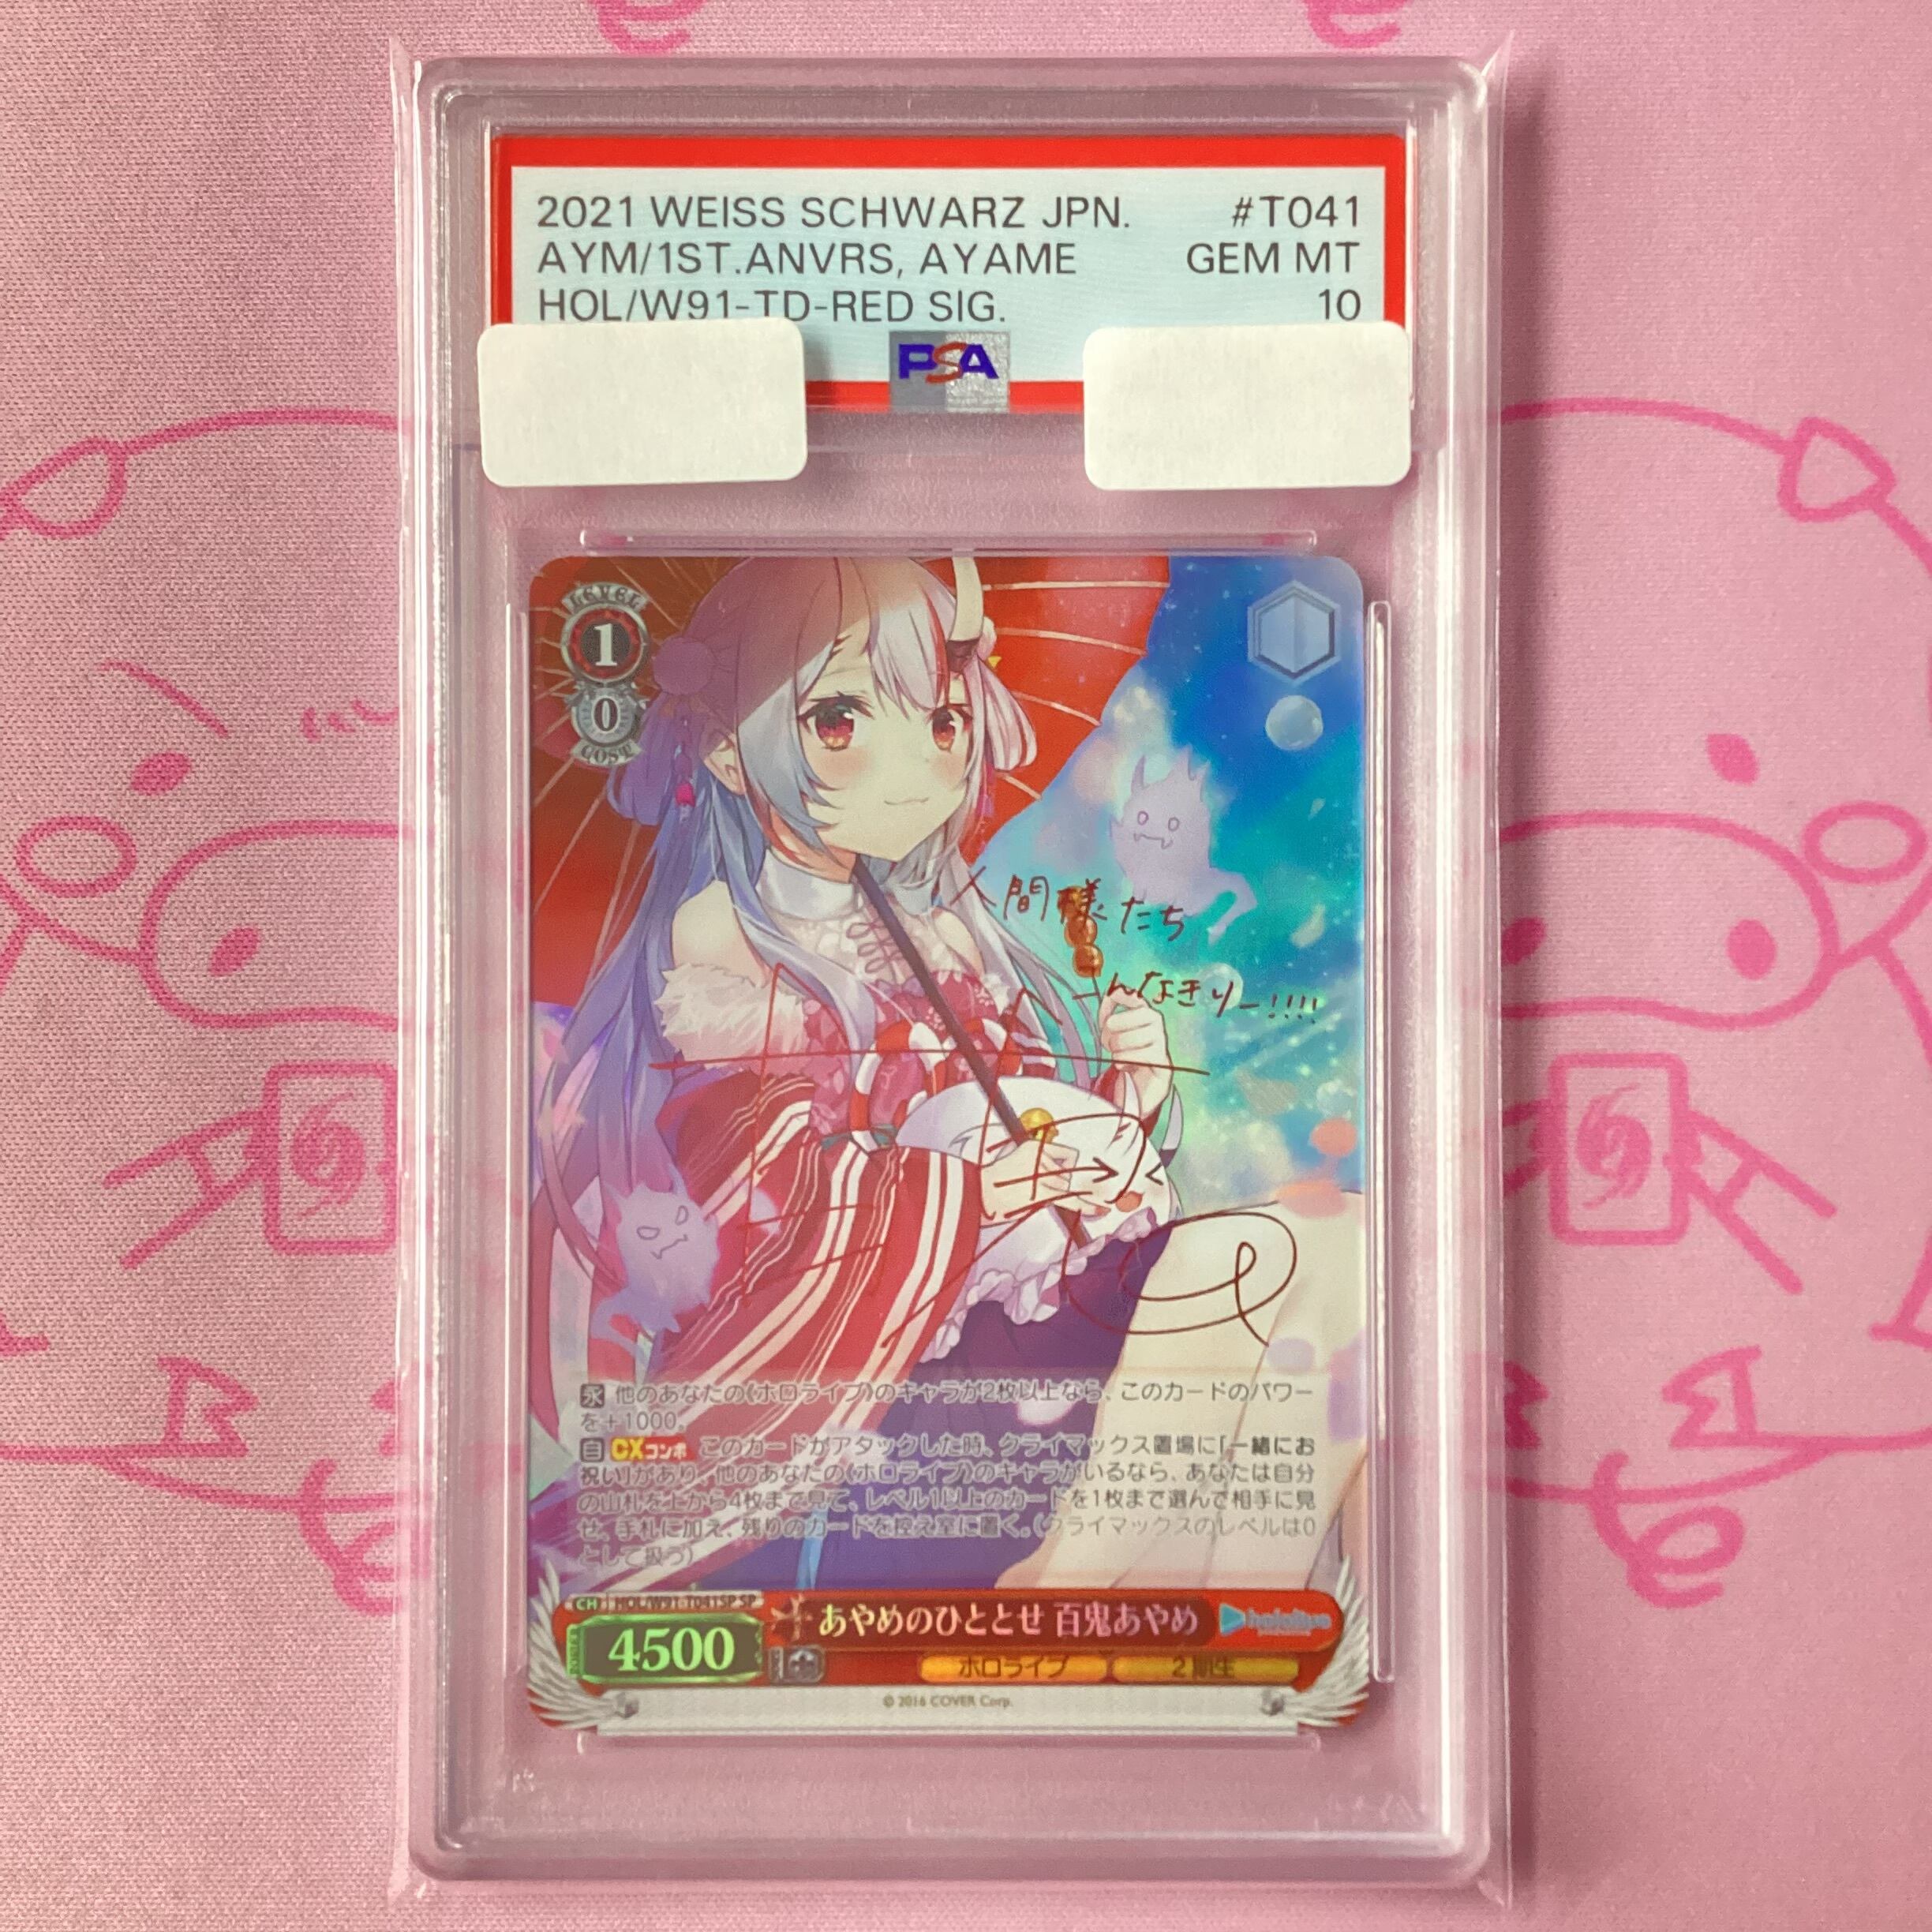 2021 WEISS SCHWARZ JPN. #T041
AYM/1ST.ANVRS, AYAME GEM MT
HOL/W91-TD-RED SIG. 10
PSA
LEVEL
1
0
COST
人間様たち
こんなきりー!!!!
永 他のあなたの《ホロライブ》のキャラが2枚以上なら、このカードのパワー
を+1000。
自 CXコンボ このカードがアタックした時、クライマックス置場に「一緒にお
祝い」があり、他のあなたの《ホロライブ》のキャラがいるなら、あなたは自分
の山札を上から4枚まで見て、レベル1以上のカードを1枚まで選んで相手に見
せ、手札に加え、残りのカードを控え室に置く。(クライマックスのレベルは0
として扱う)
CH HOL/W91-T041SP SP
4500
あやめのひととせ 百鬼あやめ
hololive
ホロライブ 2期生
© 2016 COVER Corp.